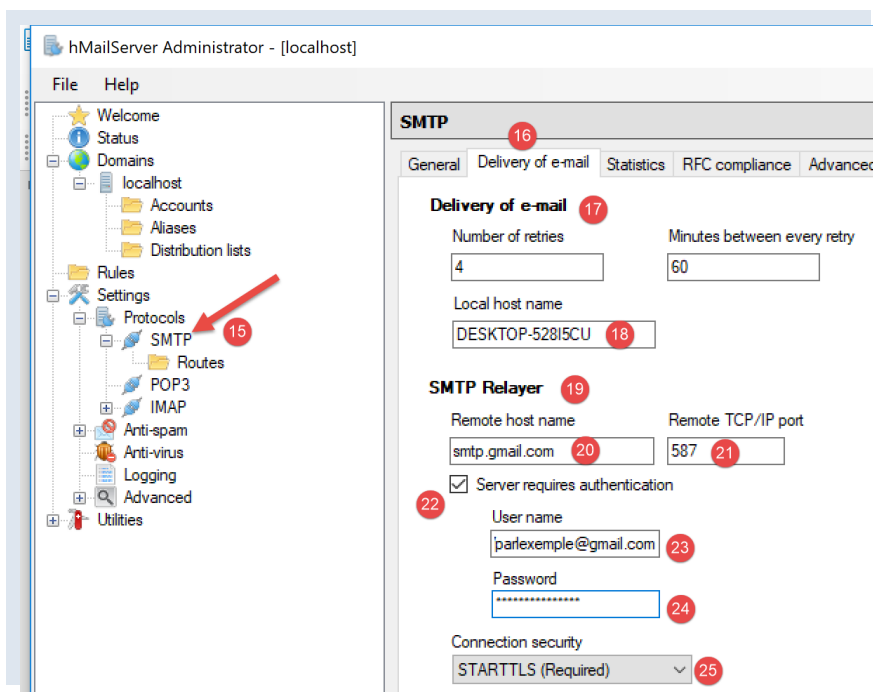 hMailServer Administrator - [localhost]
File Help
Welcome
Status
Domains
localhost
Accounts
Aliases
Distribution lists
Rules
Settings
Protocols
SMTP 15
Routes
POP3
IMAP
Anti-spam
Anti-virus
Logging
Advanced
Utilities
SMTP
16
General Delivery of e-mail Statistics RFC compliance Advanced
Delivery of e-mail 17
Number of retries Minutes between every retry
4 60
Local host name
DESKTOP-528I5CU 18
SMTP Relayer 19
Remote host name Remote TCP/IP port
smtp.gmail.com 20 587 21
Server requires authentication
22
User name
parlexemple@gmail.com 23
Password
*************** 24
Connection security
STARTTLS (Required) 25